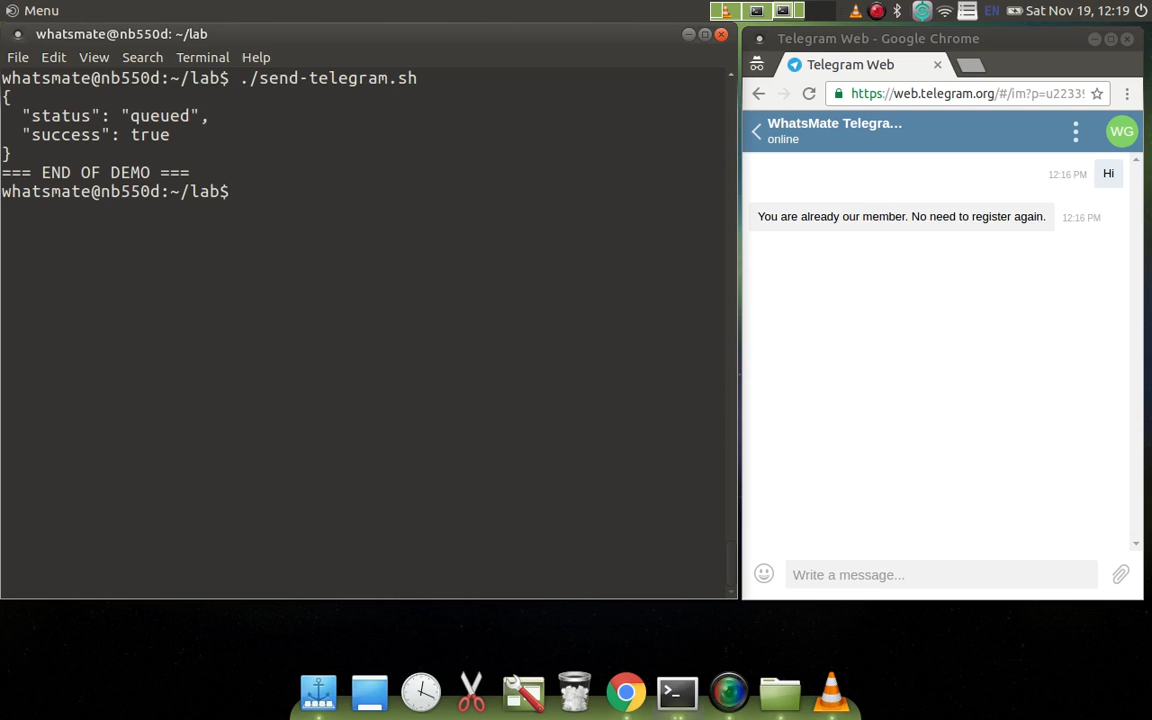 Menu
EN Sat Nov 19, 12:19
whatsmate@nb550d: ~/lab
File Edit View Search Terminal Help
whatsmate@nb550d:~/lab$ ./send-telegram.sh
{
"status": "queued",
"success": true
}
=== END OF DEMO ===
whatsmate@nb550d:~/lab$
Telegram Web - Google Chrome
Telegram Web
https://web.telegram.org/#/im?p=u2233
WhatsMate Telegra...
online
WG
12:16 PM Hi
You are already our member. No need to register again. 12:16 PM
Write a message...